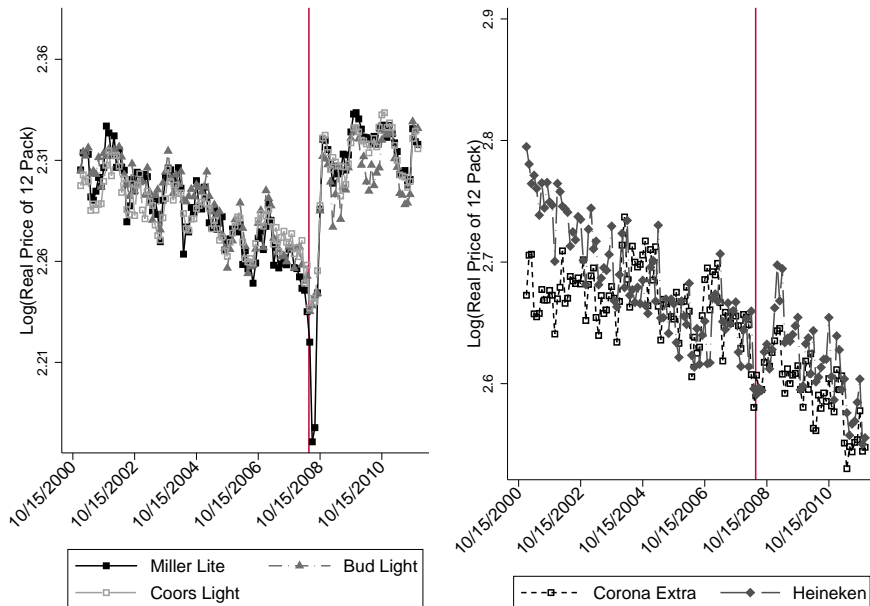 Log(Real Price of 12 Pack)
2.36
2.31
2.26
2.21
10/15/2000
10/15/2002
10/15/2004
10/15/2006
10/15/2008
10/15/2010
Miller Lite
Bud Light
Coors Light
Log(Real Price of 12 Pack)
2.9
2.8
2.7
2.6
10/15/2000
10/15/2002
10/15/2004
10/15/2006
10/15/2008
10/15/2010
Corona Extra
Heineken